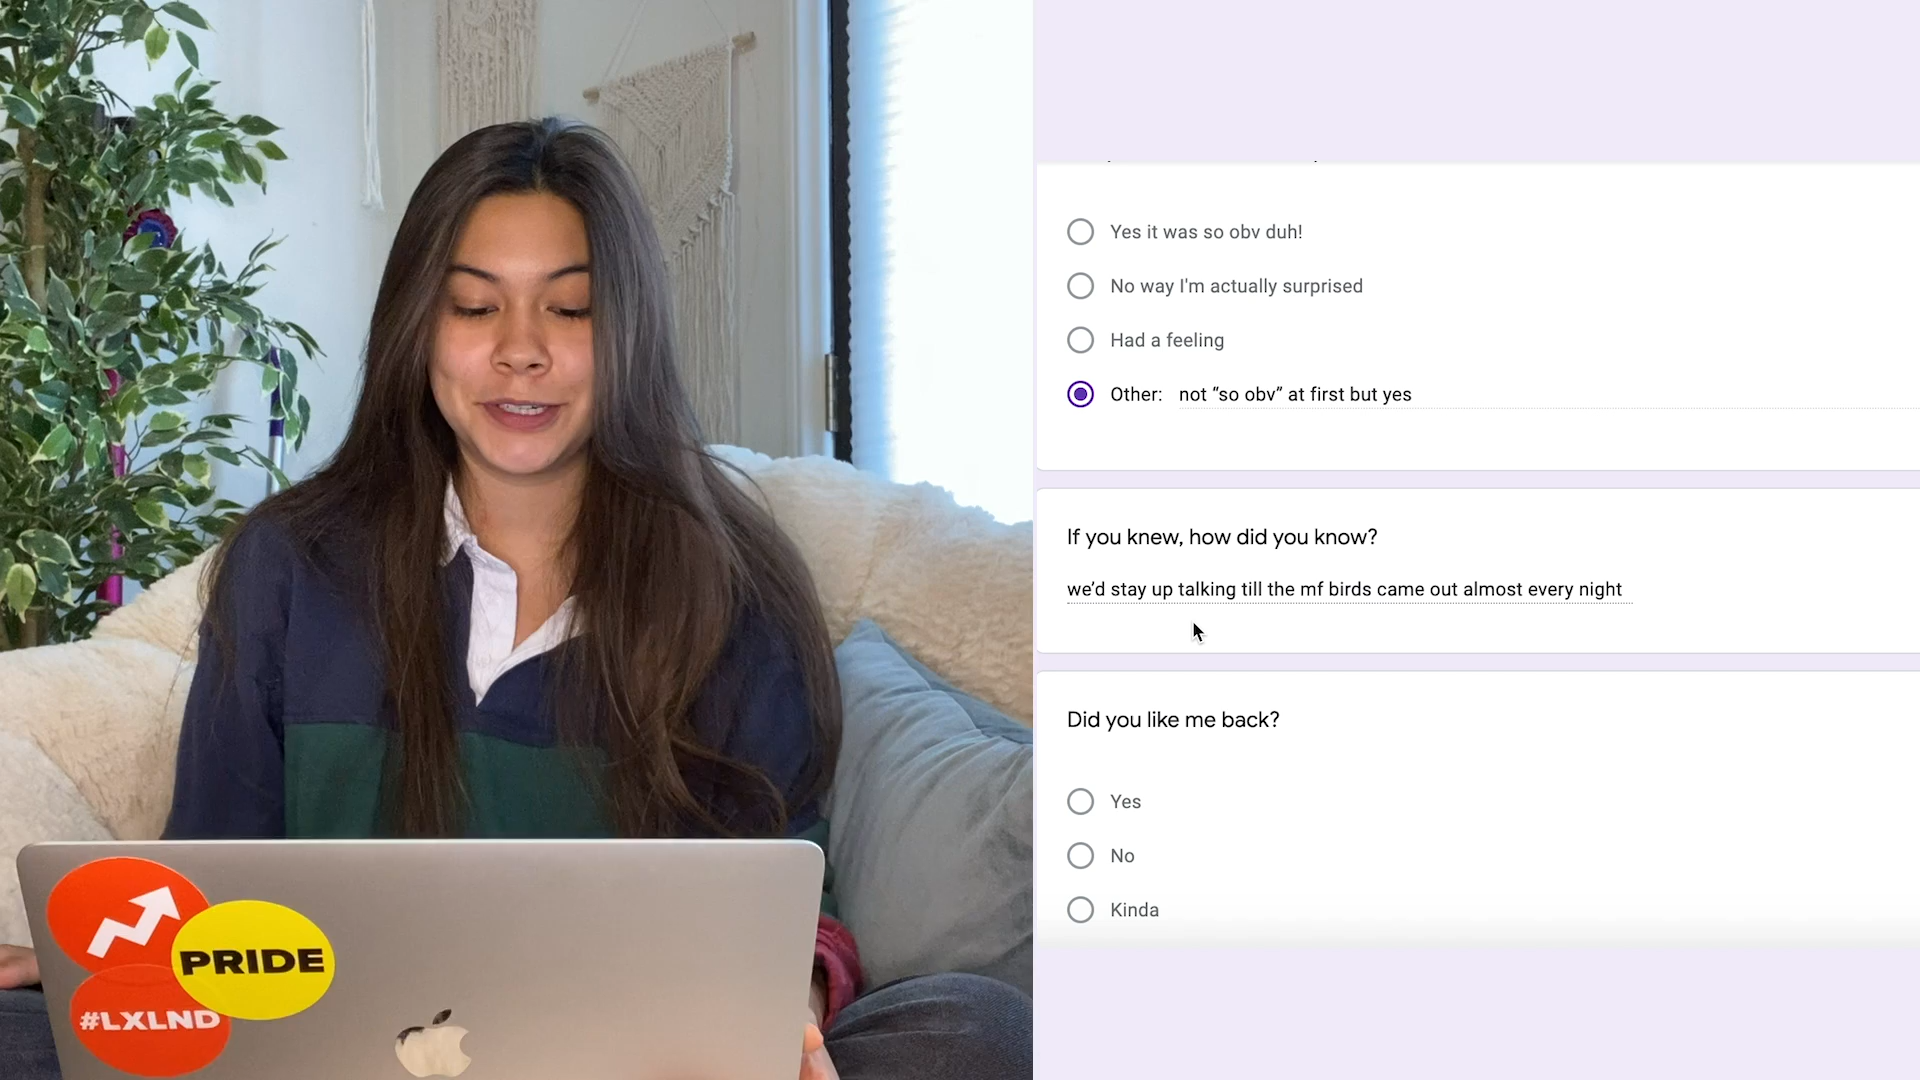 Yes it was so obv duh!
No way I'm actually surprised
Had a feeling
Other: not “so obv” at first but yes
If you knew, how did you know?
we’d stay up talking till the mf birds came out almost every night
Did you like me back?
Yes
No
Kinda
PRIDE
#LXLND